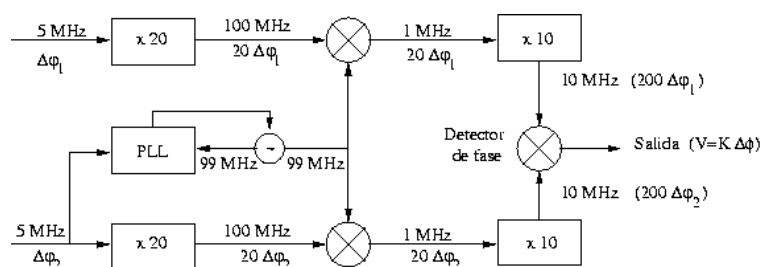 5 MHz
Δφ1
x 20
100 MHz
20 Δφ1
1 MHz
20 Δφ1
x 10
10 MHz (200 Δφ1)
PLL
~
99 MHz
99 MHz
Detector
de fase
Salida (V=K Δϕ)
10 MHz (200 Δφ2)
5 MHz
Δφ2
x 20
100 MHz
20 Δφ2
1 MHz
20 Δφ2
x 10